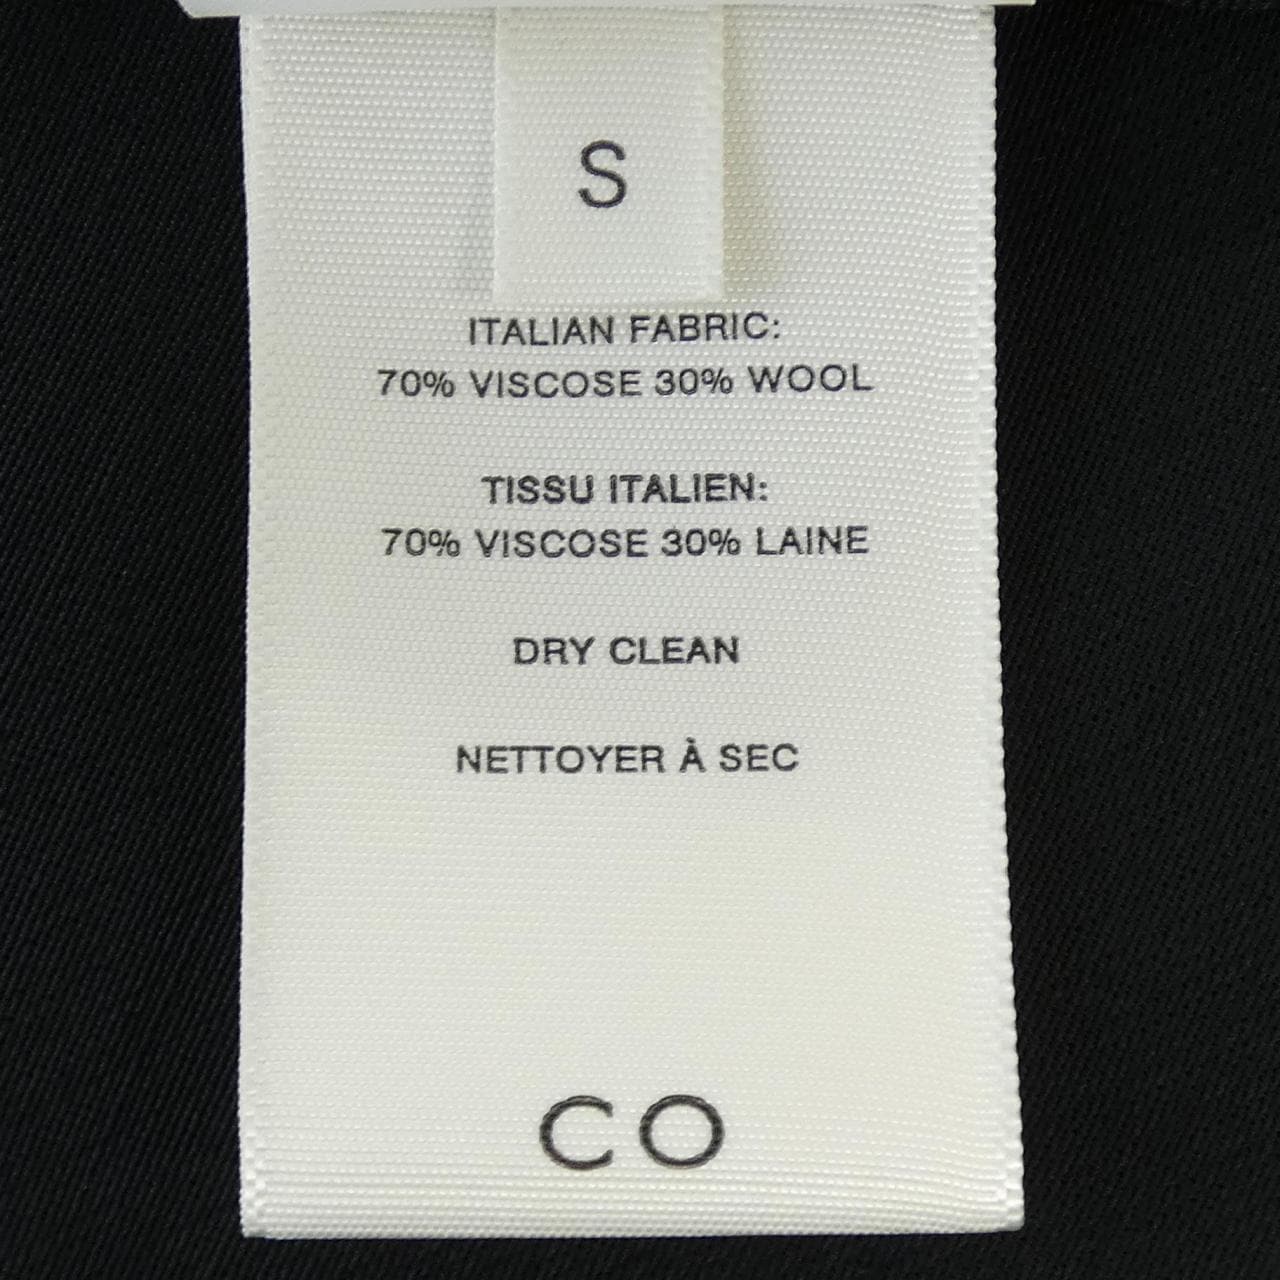 S
ITALIAN FABRIC:
70% VISCOSE 30% WOOL
TISSU ITALIEN:
70% VISCOSE 30% LAINE
DRY CLEAN
NETTOYER À SEC
CO